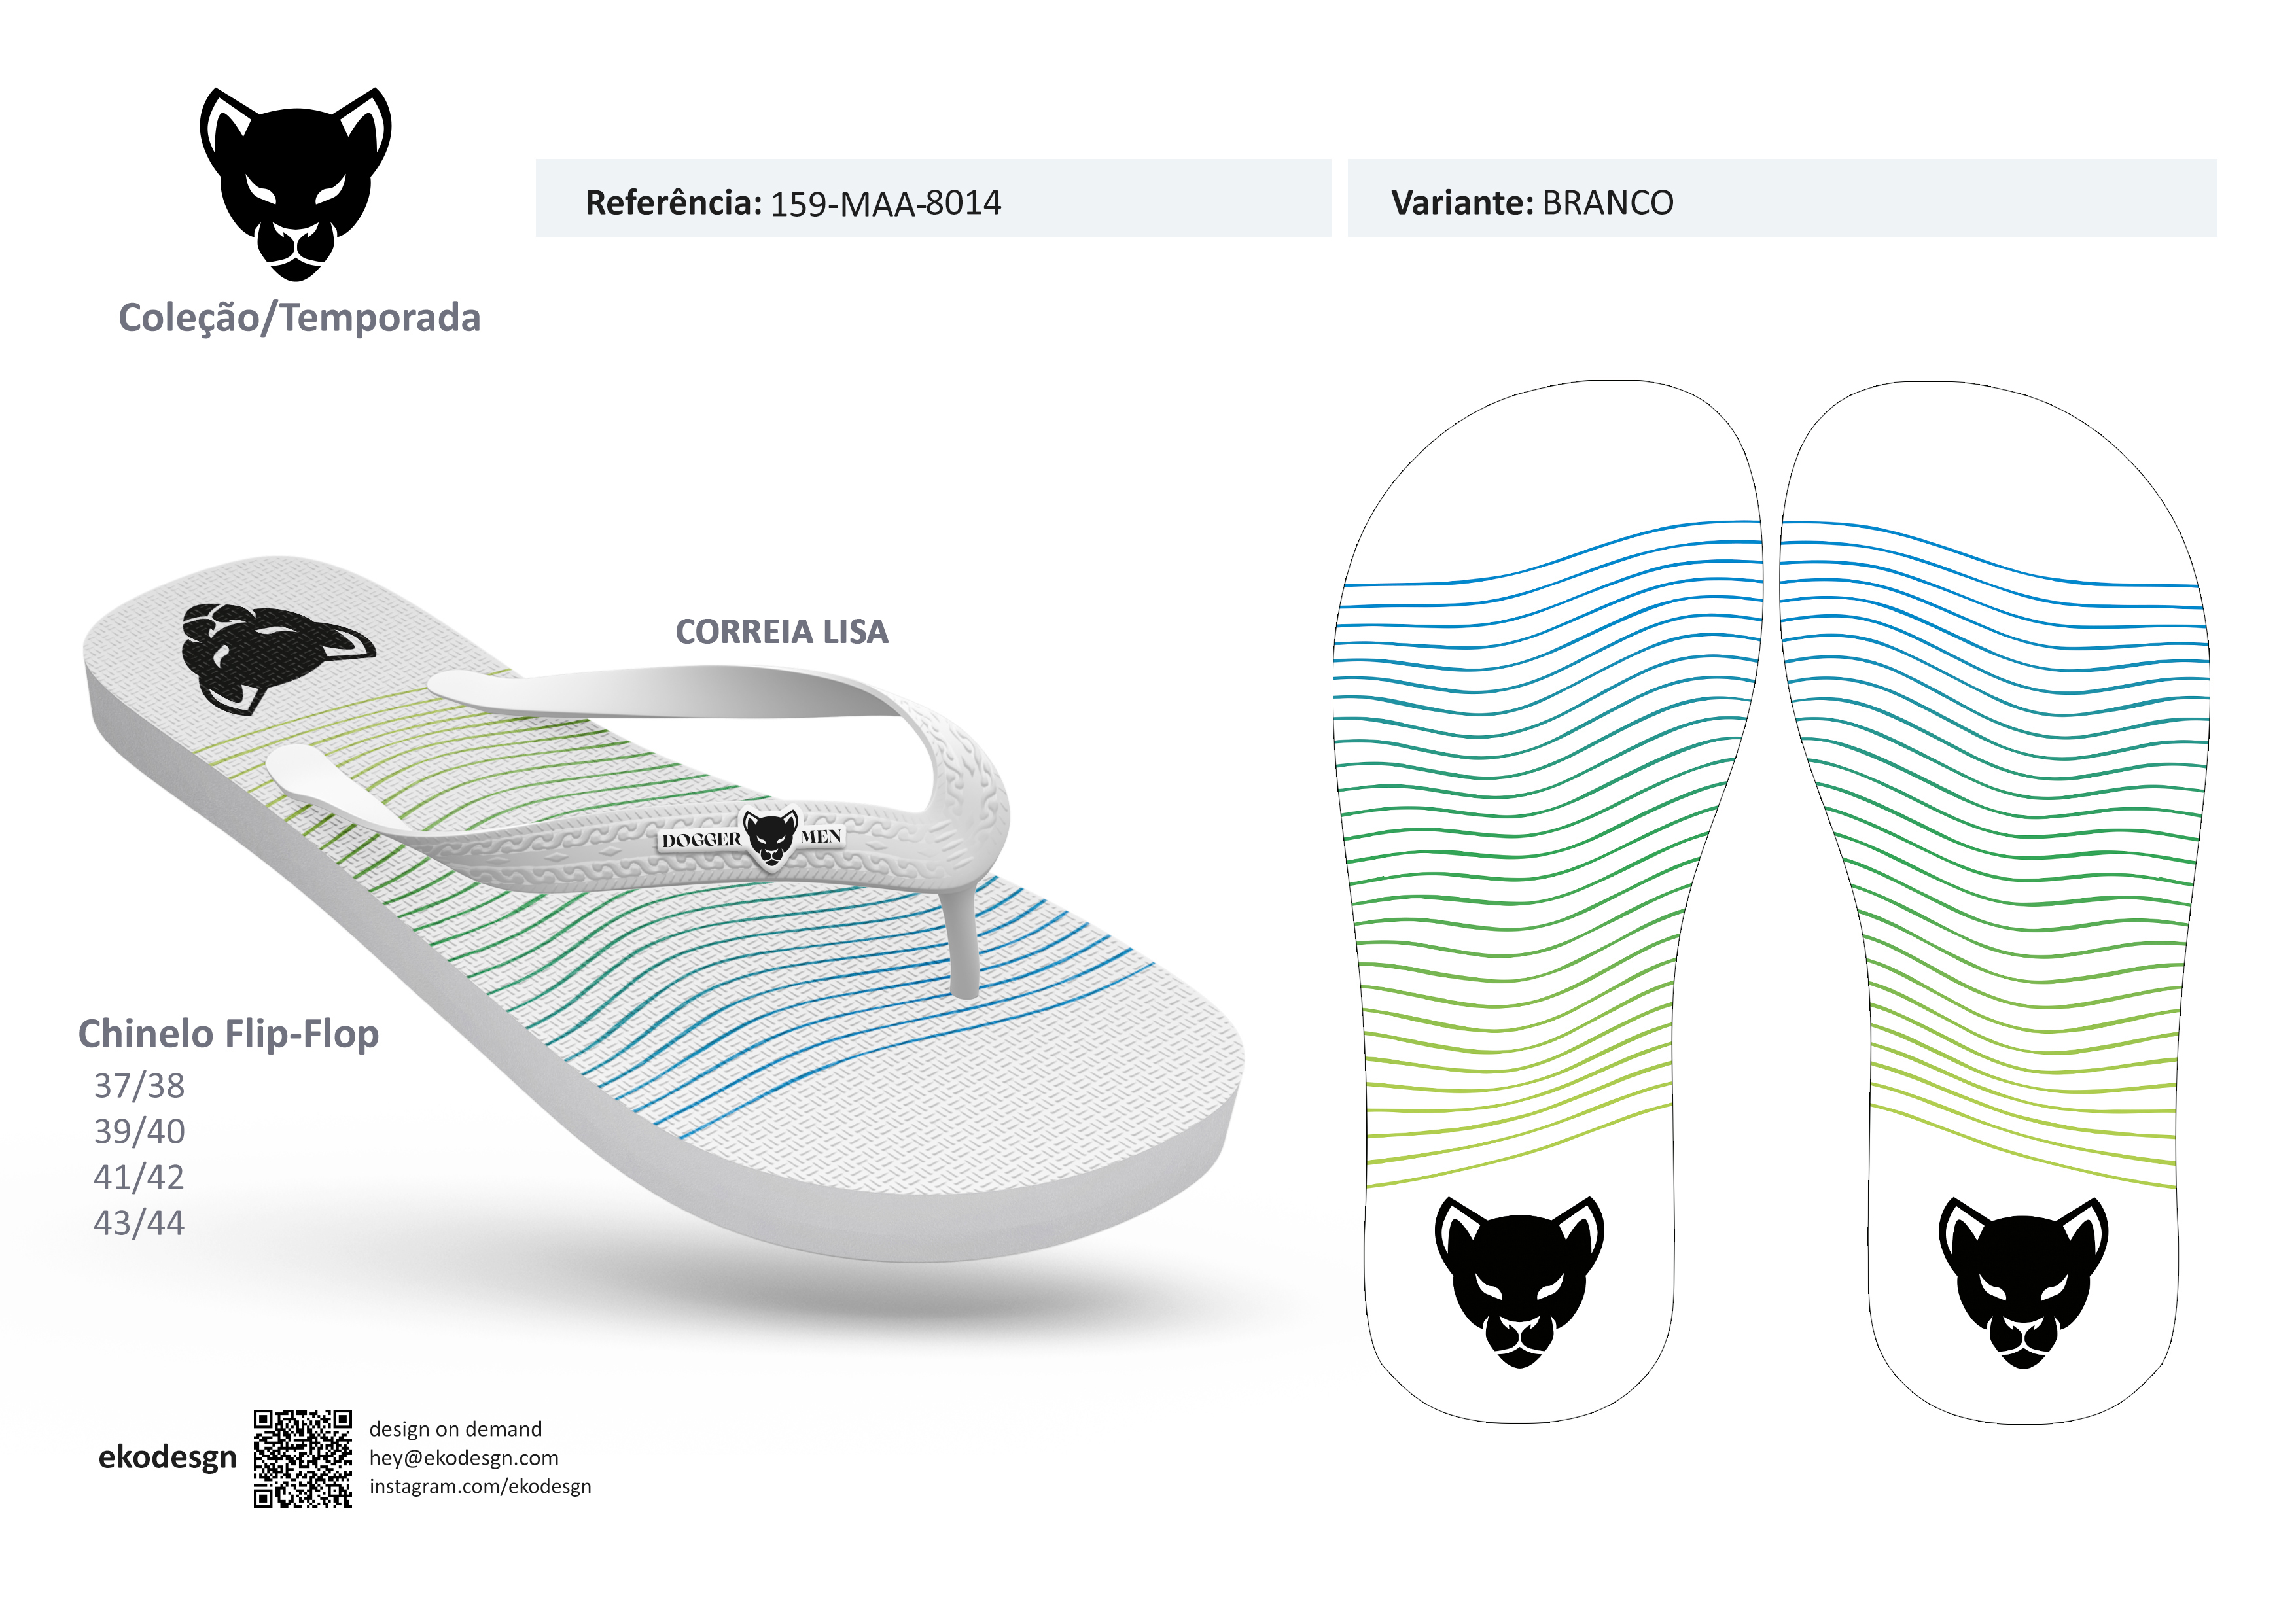 Referência: 159-MAA-8014
Variante: BRANCO
Coleção/Temporada
CORREIA LISA
DOGGER MEN
Chinelo Flip-Flop
37/38
39/40
41/42
43/44
ekodesgn
design on demand
hey@ekodesgn.com
instagram.com/ekodesgn